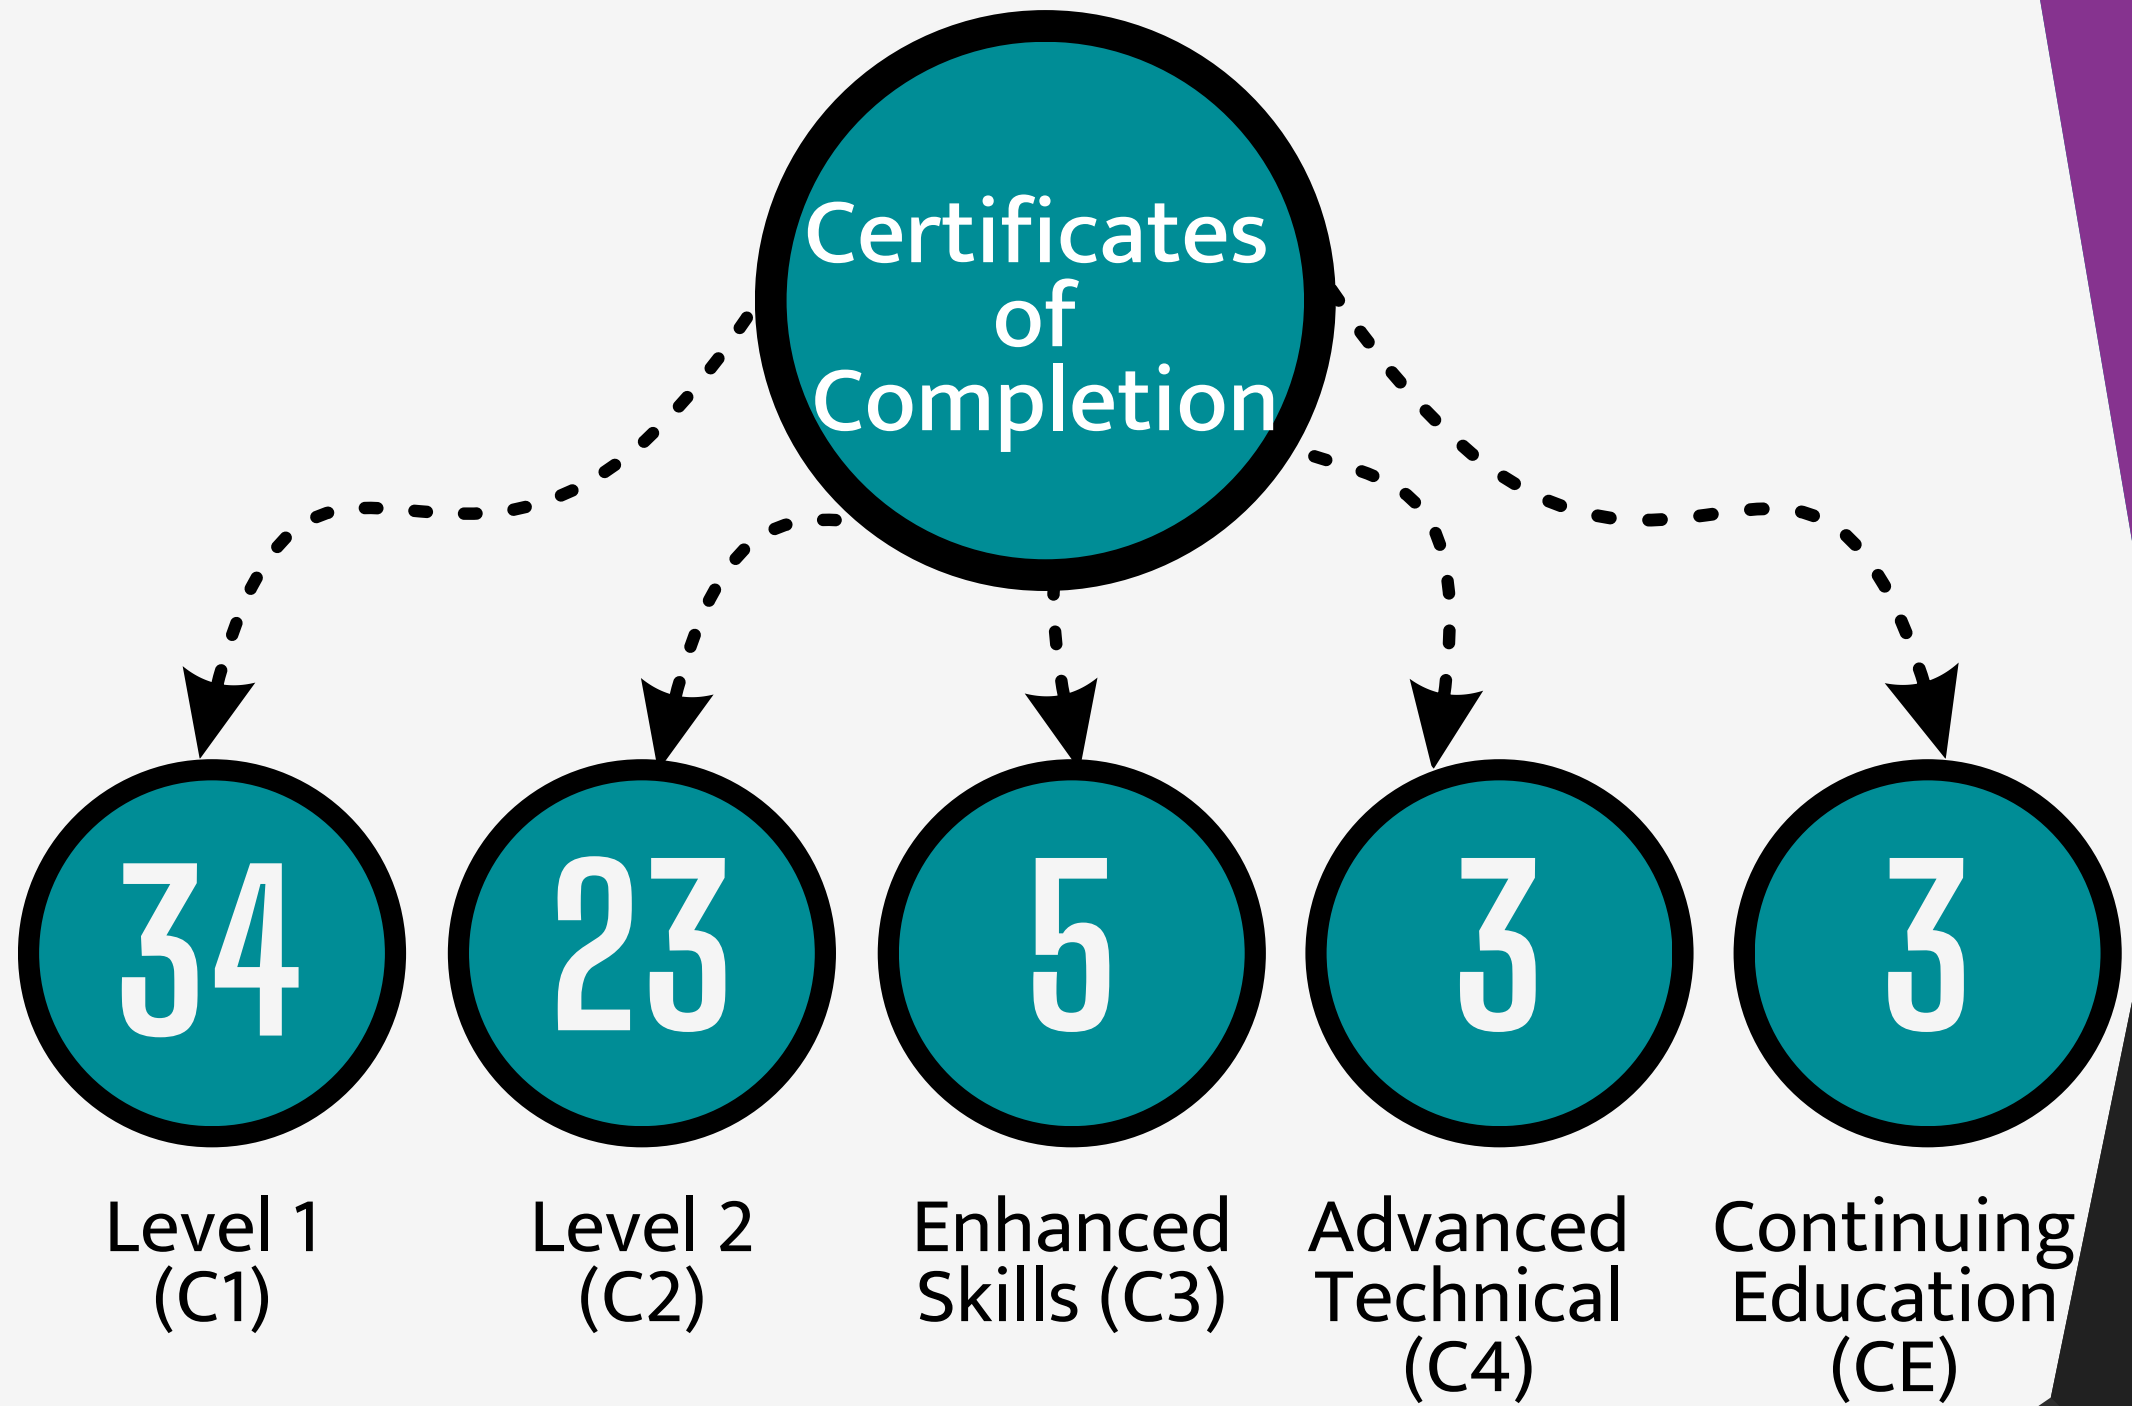 Certificates
of
Completion
34
23
5
3
3
Level 1
(C1)
Level 2
(C2)
Enhanced
Skills (C3)
Advanced
Technical
(C4)
Continuing
Education
(CE)